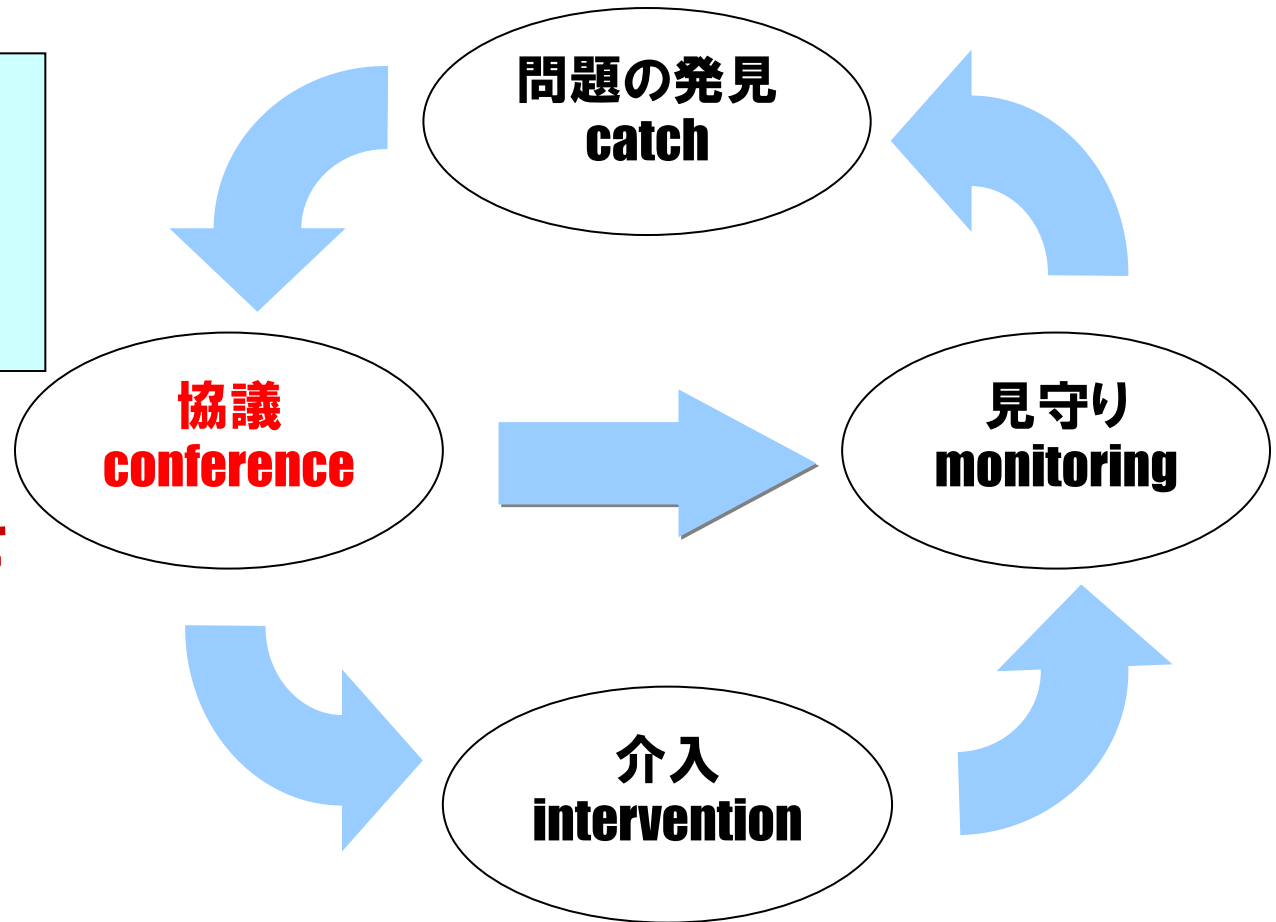 問題の発見
catch
協議
conference
見守り
monitoring
介入
intervention